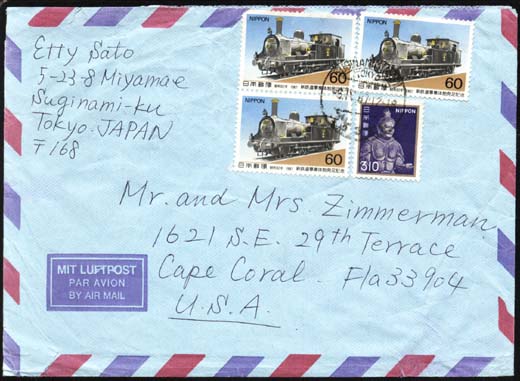 Etty Sato
5-23-8 Miyamae
Suginami-ku
Tokyo. JAPAN
〒168
NIPPON
60
日本郵便
NIPPON
60
日本郵便
NIPPON
60
日本郵便
日本郵便
NIPPON
310
Mr. and Mrs. Zimmerman
1621 S.E. 29th Terrace
Cape Coral. Fla 33904
U.S.A.
MIT LUFTPOST
PAR AVION
BY AIR MAIL